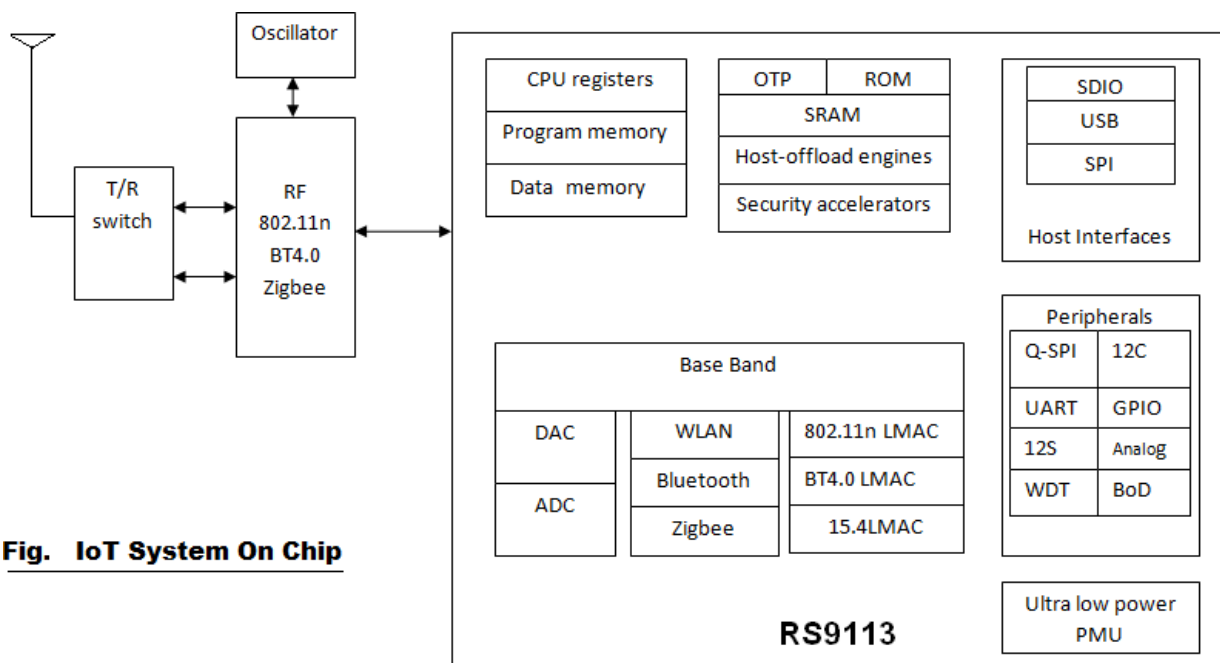 Oscillator
T/R
switch
RF
802.11n
BT4.0
Zigbee
CPU registers
Program memory
Data memory
OTP ROM
SRAM
Host-offload engines
Security accelerators
SDIO
USB
SPI
Host Interfaces
Base Band
DAC
ADC
WLAN
Bluetooth
Zigbee
802.11n LMAC
BT4.0 LMAC
15.4LMAC
Peripherals
Q-SPI 12C
UART GPIO
12S Analog
WDT BoD
Ultra low power
PMU
RS9113
Fig. IoT System On Chip